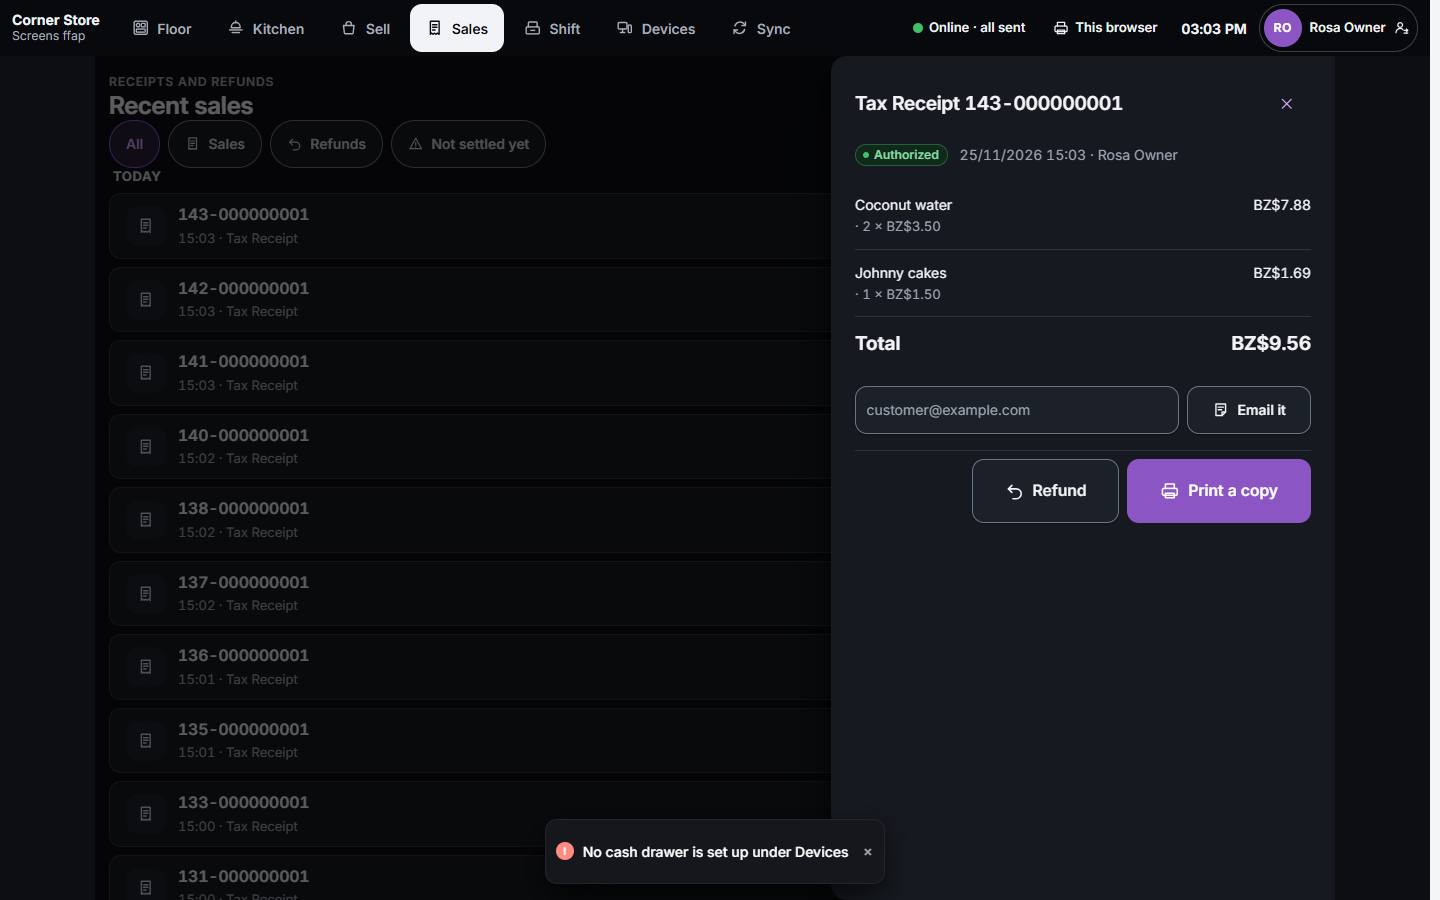 Corner Store
Screens ffap
Floor
Kitchen
Sell
Sales
Shift
Devices
Sync
Online · all sent
This browser
03:03 PM
RO
Rosa Owner
RECEIPTS AND REFUNDS
Recent sales
All
Sales
Refunds
Not settled yet
TODAY
143-000000001
15:03 · Tax Receipt
142-000000001
15:03 · Tax Receipt
141-000000001
15:03 · Tax Receipt
140-000000001
15:02 · Tax Receipt
138-000000001
15:02 · Tax Receipt
137-000000001
15:02 · Tax Receipt
136-000000001
15:01 · Tax Receipt
135-000000001
15:01 · Tax Receipt
133-000000001
15:00 · Tax Receipt
131-000000001
15:00 · Tax Receipt
Tax Receipt 143-000000001
Authorized
25/11/2026 15:03 · Rosa Owner
Coconut water BZ$7.88
· 2 × BZ$3.50
Johnny cakes BZ$1.69
· 1 × BZ$1.50
Total BZ$9.56
customer@example.com
Email it
Refund
Print a copy
No cash drawer is set up under Devices